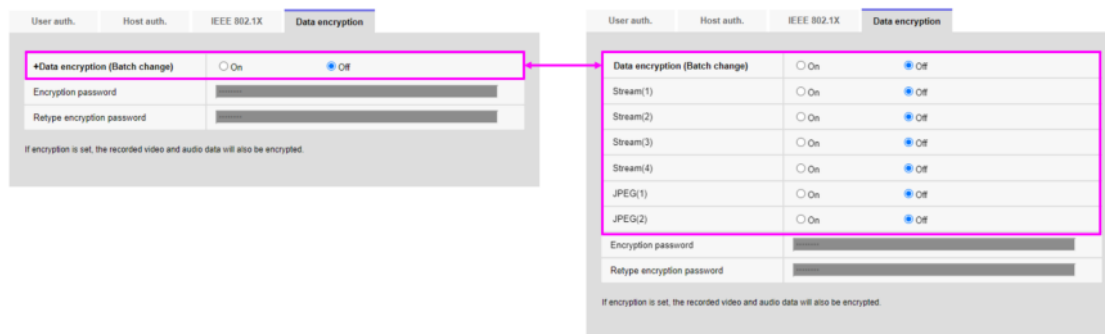 User auth. Host auth. IEEE 802.1X Data encryption
+Data encryption (Batch change) On Off
Encryption password
Retype encryption password
If encryption is set, the recorded video and audio data will also be encrypted.
User auth. Host auth. IEEE 802.1X Data encryption
Data encryption (Batch change) On Off
Stream(1) On Off
Stream(2) On Off
Stream(3) On Off
Stream(4) On Off
JPEG(1) On Off
JPEG(2) On Off
Encryption password
Retype encryption password
If encryption is set, the recorded video and audio data will also be encrypted.